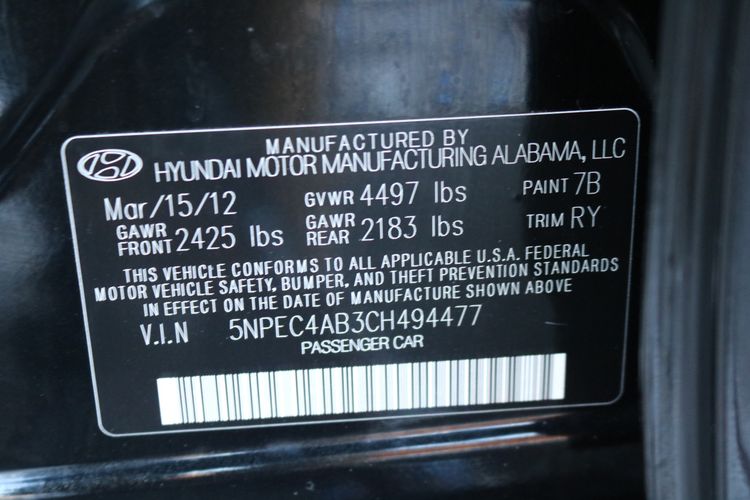 MANUFACTURED BY
HYUNDAI MOTOR MANUFACTURING ALABAMA, LLC
Mar/15/12 GVWR 4497 lbs PAINT 7B
GAWR FRONT 2425 lbs GAWR REAR 2183 lbs TRIM RY
THIS VEHICLE CONFORMS TO ALL APPLICABLE U.S.A. FEDERAL
MOTOR VEHICLE SAFETY, BUMPER, AND THEFT PREVENTION STANDARDS
IN EFFECT ON THE DATE OF MANUFACTURE SHOWN ABOVE
V.I.N 5NPEC4AB3CH494477
PASSENGER CAR